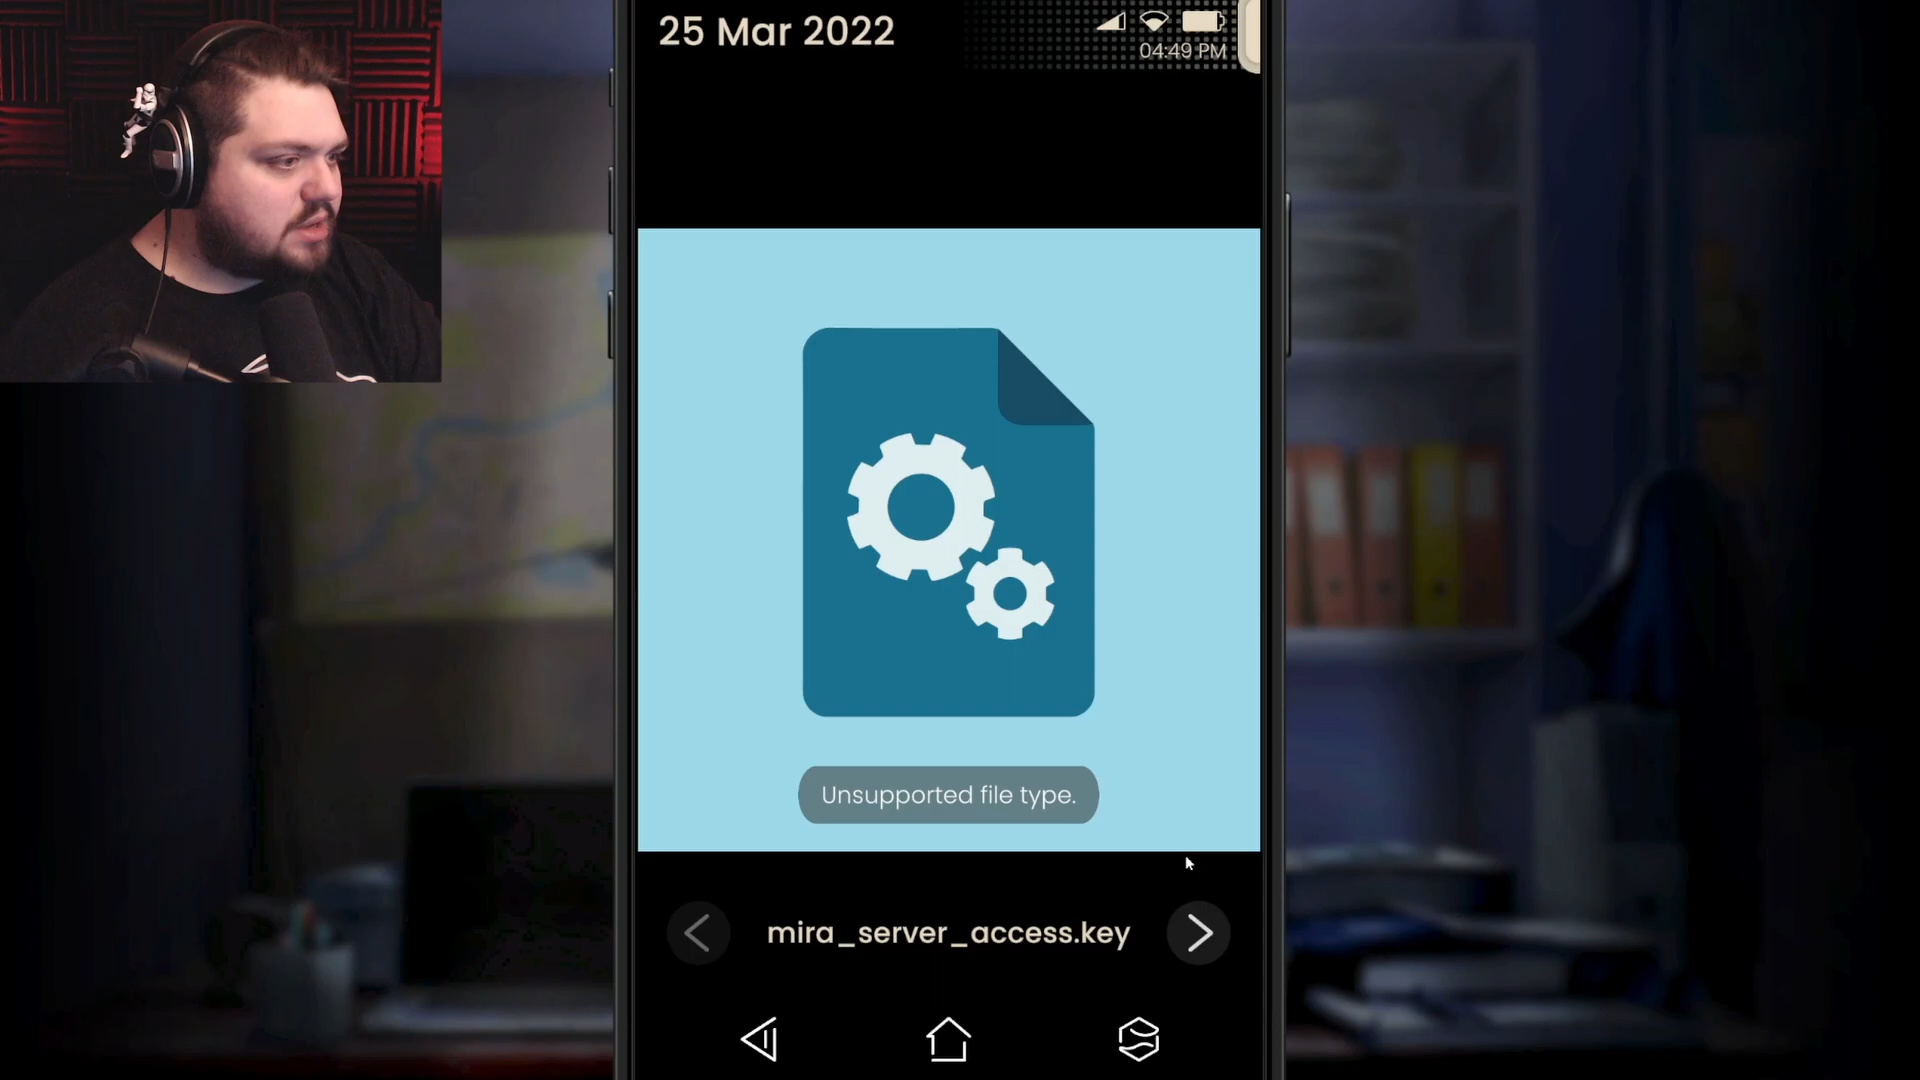 25 Mar 2022
04:49 PM
Unsupported file type.
mira_server_access.key